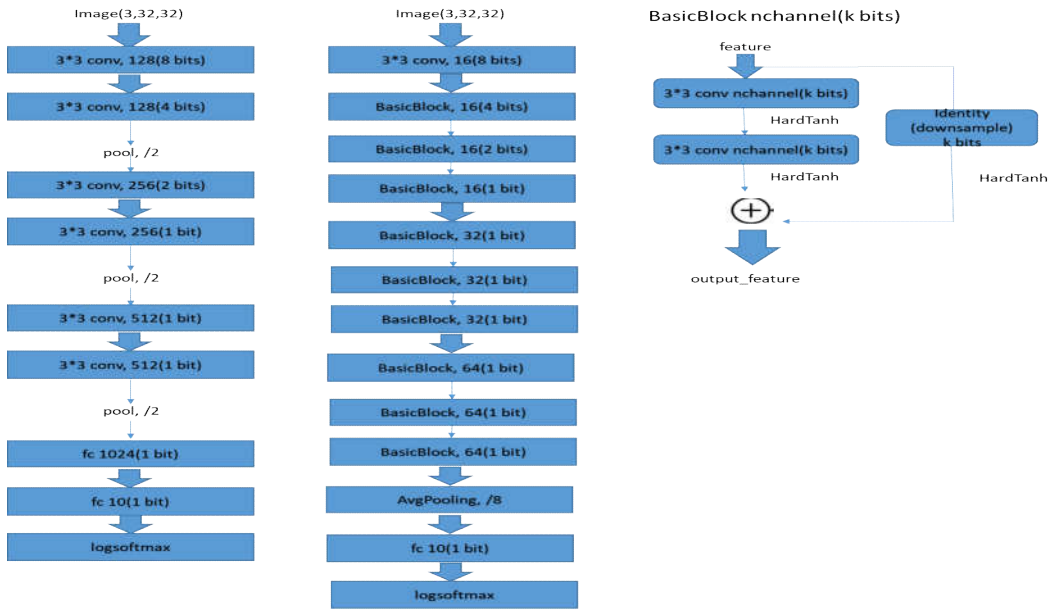 Image(3,32,32)
3*3 conv, 128(8 bits)
3*3 conv, 128(4 bits)
pool, /2
3*3 conv, 256(2 bits)
3*3 conv, 256(1 bit)
pool, /2
3*3 conv, 512(1 bit)
3*3 conv, 512(1 bit)
pool, /2
fc 1024(1 bit)
fc 10(1 bit)
logsoftmax
Image(3,32,32)
3*3 conv, 16(8 bits)
BasicBlock, 16(4 bits)
BasicBlock, 16(2 bits)
BasicBlock, 16(1 bit)
BasicBlock, 32(1 bit)
BasicBlock, 32(1 bit)
BasicBlock, 32(1 bit)
BasicBlock, 64(1 bit)
BasicBlock, 64(1 bit)
BasicBlock, 64(1 bit)
AvgPooling, /8
fc 10(1 bit)
logsoftmax
BasicBlock nchannel(k bits)
feature
3*3 conv nchannel(k bits)
HardTanh
3*3 conv nchannel(k bits)
HardTanh
Identity
(downsample)
k bits
HardTanh
output_feature